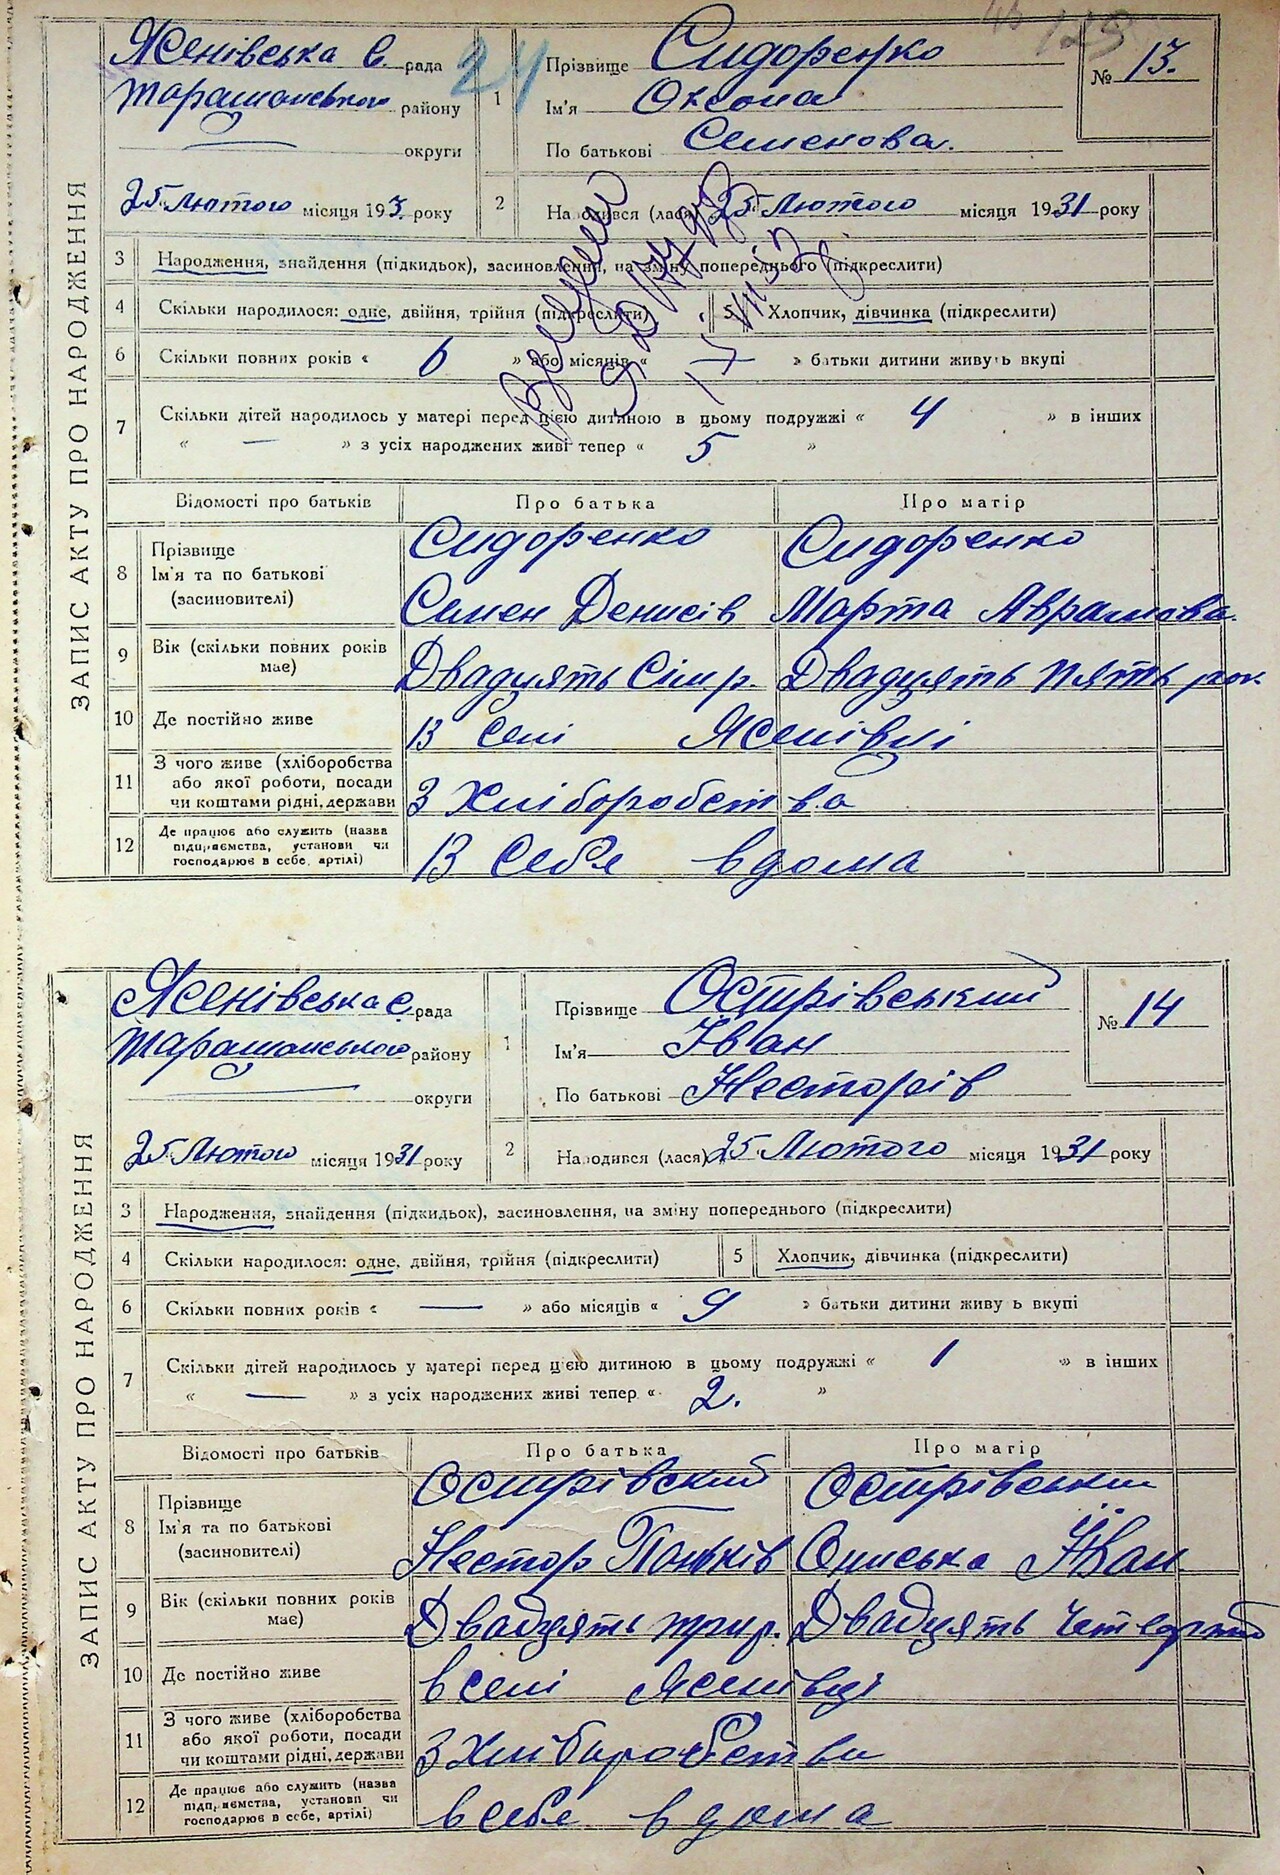 ЗАПИС АКТУ ПРО НАРОДЖЕННЯ
Ясенівська с. рада
Таращанського району
округи
24
1 Прізвище Сидоренко
Ім'я Оксана
По батькові Семенова.
№ 13.
25 Лютого місяця 193 року
2 Народився (лася) 25 Лютого місяця 1931 року
3 Народження, знайдення (підкидьок), засиновлення, на зміну попереднього (підкреслити)
4 Скільки народилося: одне, двійня, трійня (підкреслити) 5 Хлопчик, дівчинка (підкреслити)
6 Скільки повних років « 6 » або місяців « — » батьки дитини живуть вкупі
7 Скільки дітей народилось у матері перед цією дитиною в цьому подружжі « 4 » в інших
« — » з усіх народжених живі тепер « 5 »
Відомості про батьків Про батька Про матір
8 Прізвище Ім'я та по батькові (засиновителі) Сидоренко Сидоренко
Семен Денисів Марта Аврамова.
9 Вік (скільки повних років має) Двадцять Сім р. Двадцять пять рок.
10 Де постійно живе В селі Ясенівці
11 З чого живе (хліборобства або якої роботи, посади чи коштами рідні, держави З Хліборобства
12 Де працює або служить (назва підприємства, установи чи господарює в себе, артілі) В себе вдома
ЗАПИС АКТУ ПРО НАРОДЖЕННЯ
Ясенівська с. рада
Таращанського району
округи
1 Прізвище Острівський
Ім'я Іван
По батькові Несторів
№ 14
25 Лютого місяця 1931 року
2 Народився (лася) 25 Лютого місяця 1931 року
3 Народження, знайдення (підкидьок), засиновлення, на зміну попереднього (підкреслити)
4 Скільки народилося: одне, двійня, трійня (підкреслити) 5 Хлопчик, дівчинка (підкреслити)
6 Скільки повних років « — » або місяців « 9 » батьки дитини живуть вкупі
7 Скільки дітей народилось у матері перед цією дитиною в цьому подружжі « 1 » в інших
« — » з усіх народжених живі тепер « 2. »
Відомості про батьків Про батька Про матір
8 Прізвище Ім'я та по батькові (засиновителі) Острівский Острівський
Нестор Ониська Іван
9 Вік (скільки повних років має) Двадцять три р. Двадцять
10 Де постійно живе в селі Ясенівці
11 З чого живе (хліборобства або якої роботи, посади чи коштами рідні, держави З Хліборобства
12 Де працює або служить (назва підприємства, установи чи господарює в себе, артілі) в себе вдома